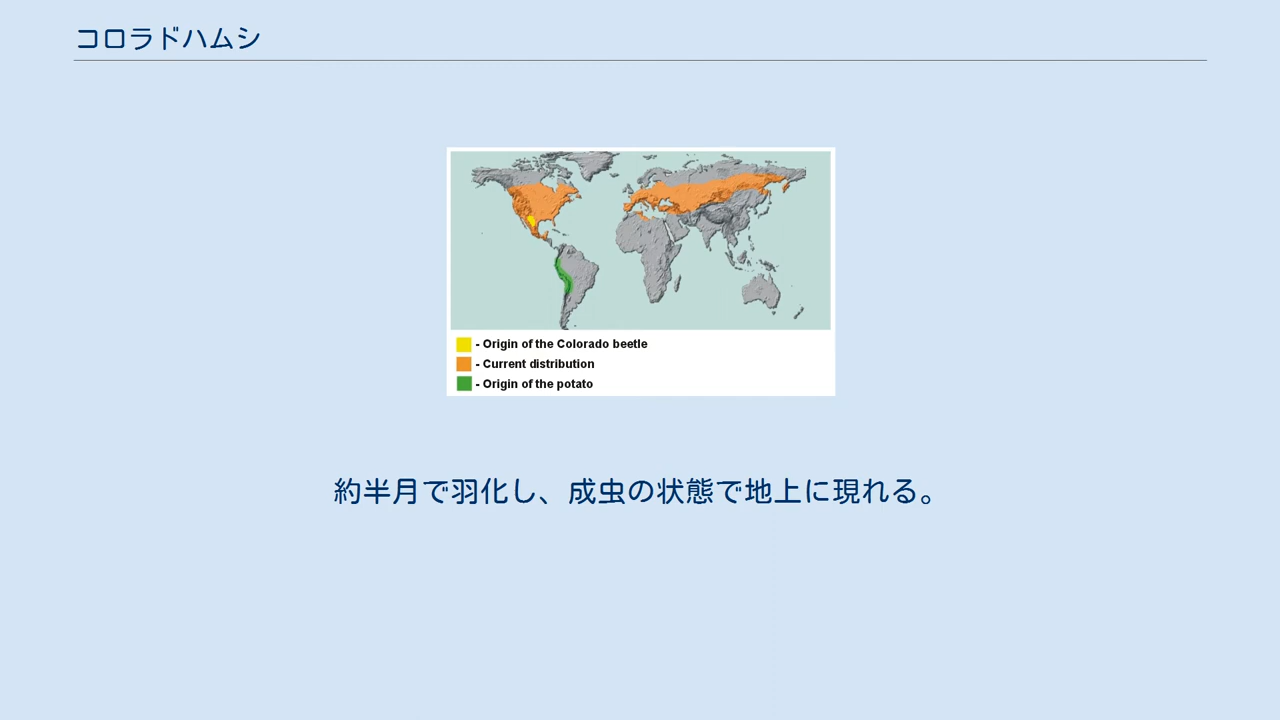 コロラドハムシ
- Origin of the Colorado beetle
- Current distribution
- Origin of the potato
約半月で羽化し、成虫の状態で地上に現れる。